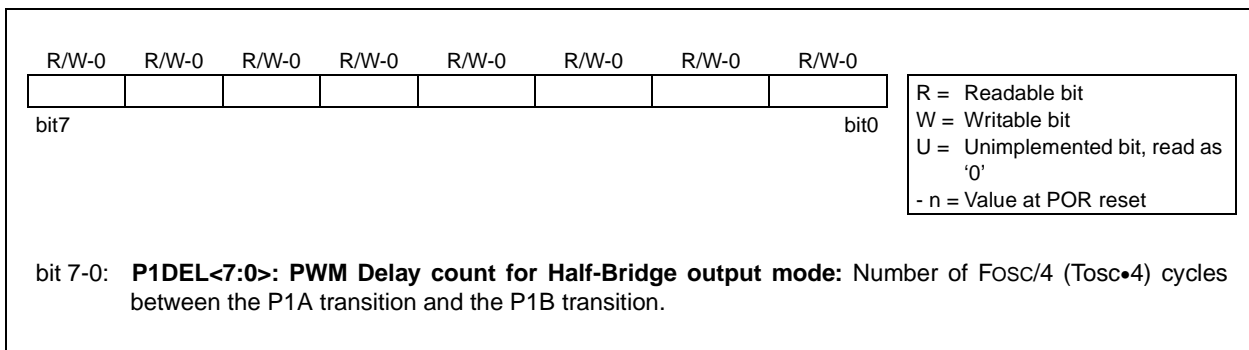 R/W-0 R/W-0 R/W-0 R/W-0 R/W-0 R/W-0 R/W-0 R/W-0
bit7 bit0
R = Readable bit
W = Writable bit
U = Unimplemented bit, read as
‘0’
- n = Value at POR reset
bit 7-0: P1DEL<7:0>: PWM Delay count for Half-Bridge output mode: Number of FOSC/4 (Tosc•4) cycles
between the P1A transition and the P1B transition.